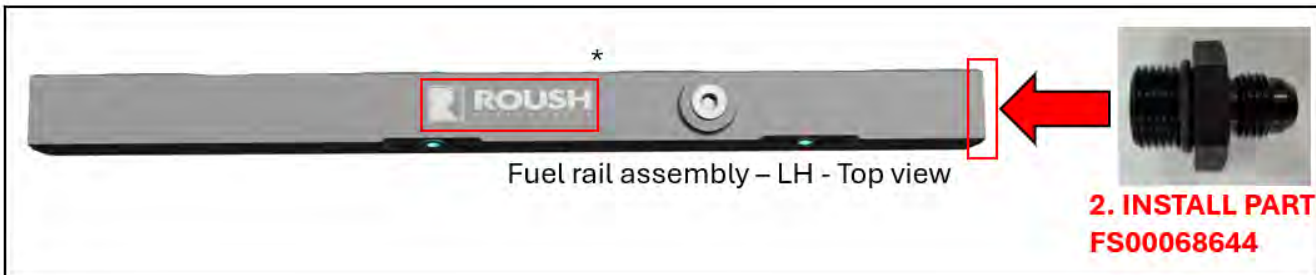 *
ROUSH
Fuel rail assembly – LH - Top view
2. INSTALL PART
FS00068644